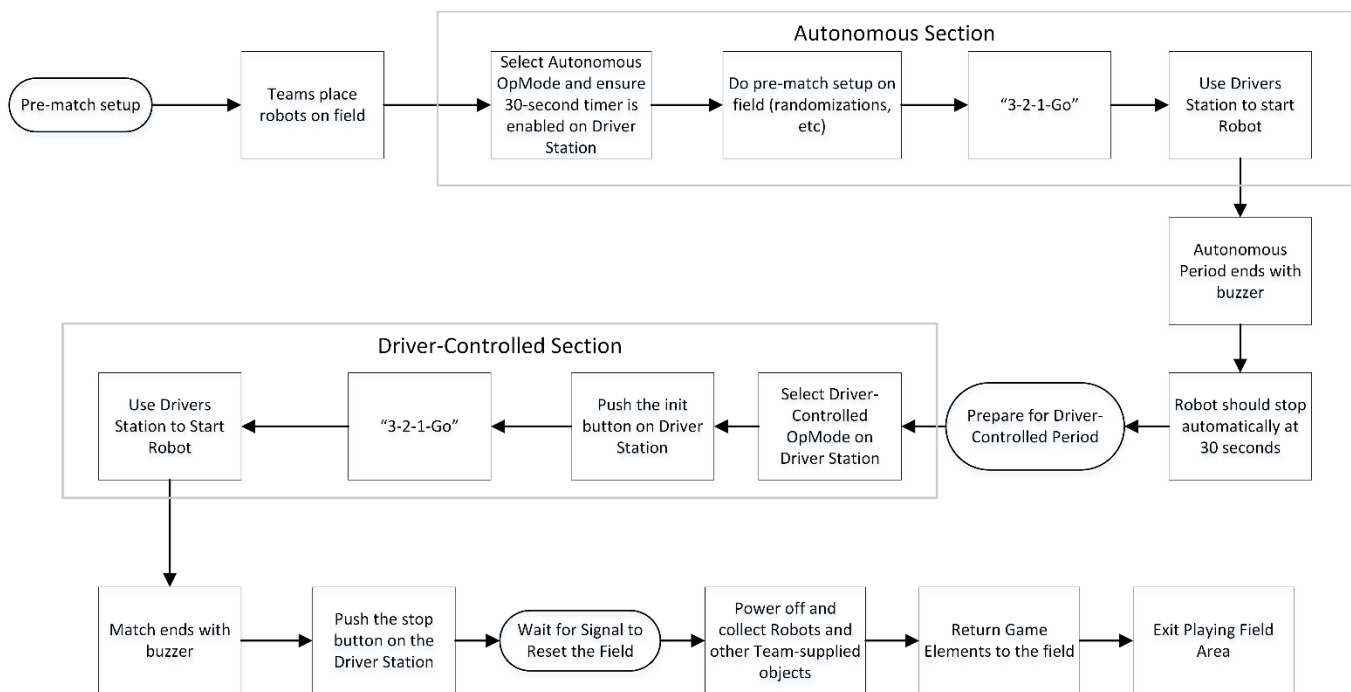 Autonomous Section
Pre-match setup
Teams place
robots on field
Select Autonomous
OpMode and ensure
30-second timer is
enabled on Driver
Station
Do pre-match setup on
field (randomizations,
etc)
“3-2-1-Go”
Use Drivers
Station to start
Robot
Autonomous
Period ends with
buzzer
Robot should stop
automatically at
30 seconds
Prepare for Driver-
Controlled Period
Driver-Controlled Section
Select Driver-
Controlled
OpMode on
Driver Station
Push the init
button on Driver
Station
“3-2-1-Go”
Use Drivers
Station to Start
Robot
Match ends with
buzzer
Push the stop
button on the
Driver Station
Wait for Signal to
Reset the Field
Power off and
collect Robots and
other Team-supplied
objects
Return Game
Elements to the field
Exit Playing Field
Area